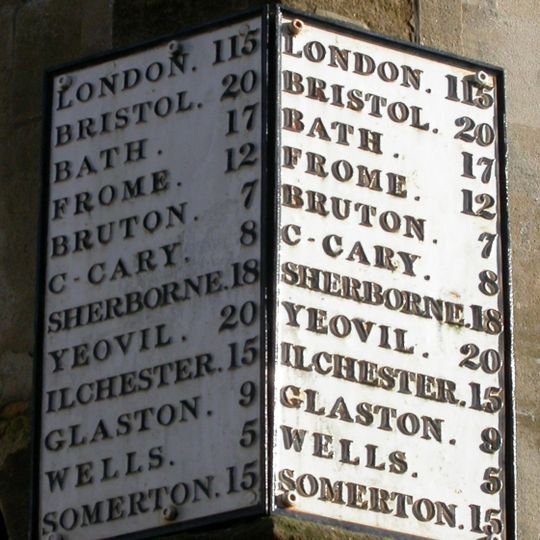 LONDON. 115
BRISTOL. 20
BATH. 17
FROME. 12
BRUTON. 7
C-CARY. 8
SHERBORNE. 18
YEOVIL. 20
ILCHESTER. 15
GLASTON. 9
WELLS. 5
SOMERTON. 15
LONDON. 115
BRISTOL. 20
BATH. 17
FROME. 12
BRUTON. 7
C-CARY. 8
SHERBORNE. 18
YEOVIL. 20
ILCHESTER. 15
GLASTON. 9
WELLS. 5
SOMERTON. 15